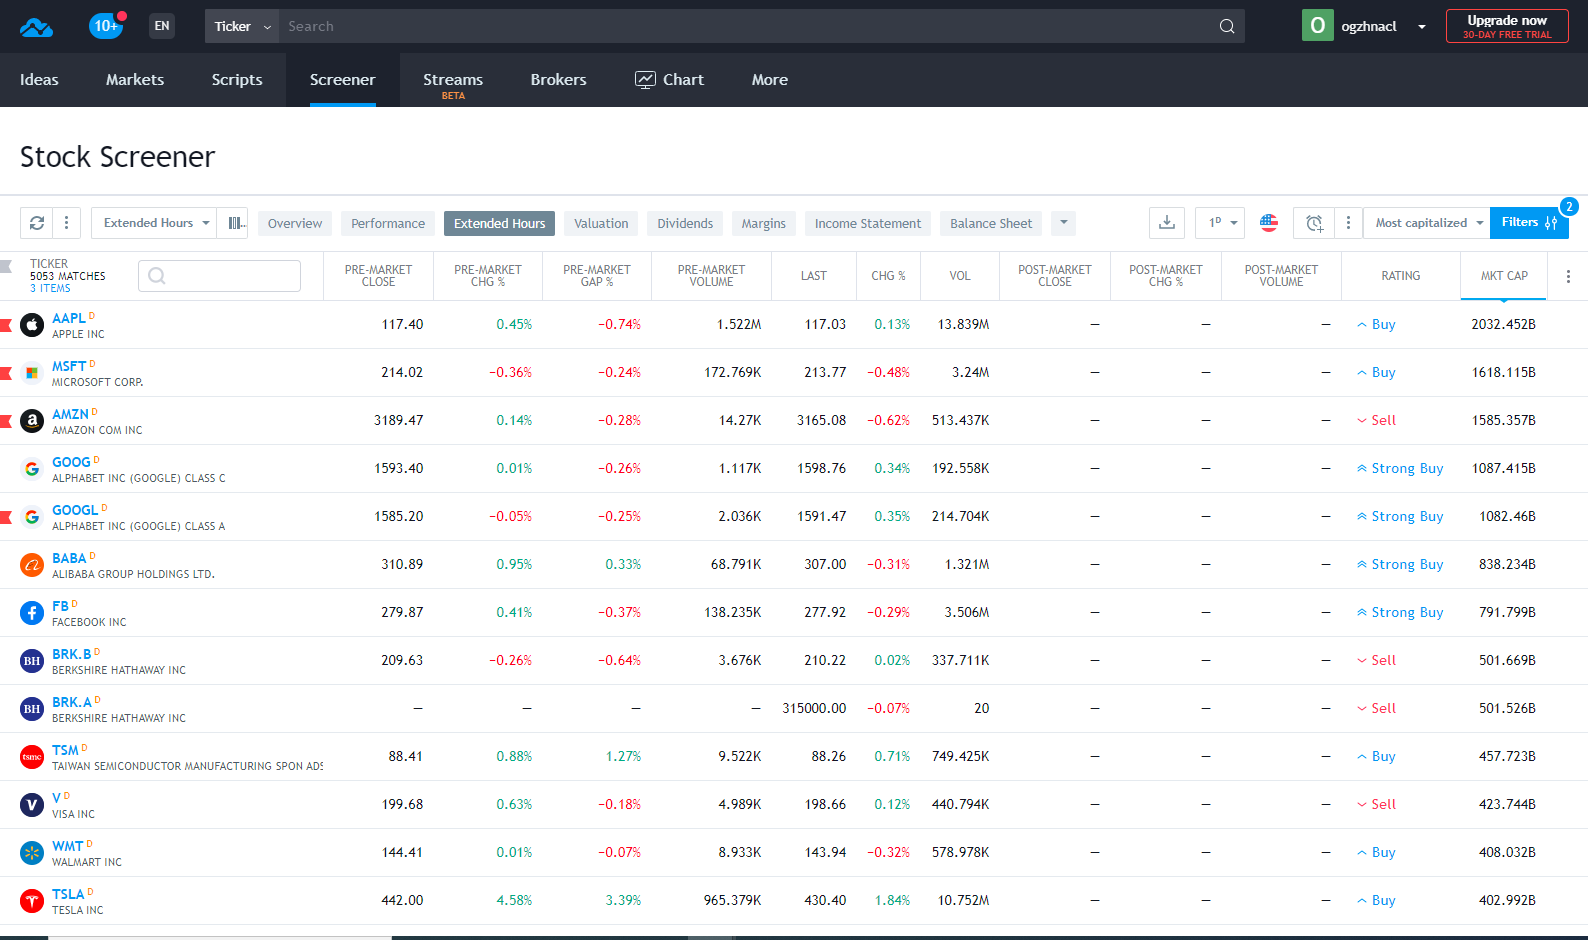 10+ EN Ticker Search O ogzhnacl Upgrade now
30-DAY FREE TRIAL
Ideas Markets Scripts Screener Streams Brokers Chart More
BETA
Stock Screener
Extended Hours Overview Performance Extended Hours Valuation Dividends Margins Income Statement Balance Sheet 1D Most capitalized Filters 2
TICKER
5053 MATCHES
3 ITEMS
PRE-MARKET CLOSE PRE-MARKET CHG % PRE-MARKET GAP % PRE-MARKET VOLUME LAST CHG % VOL POST-MARKET CLOSE POST-MARKET CHG % POST-MARKET VOLUME RATING MKT CAP
AAPL D 117.40 0.45% −0.74% 1.522M 117.03 0.13% 13.839M — — — Buy 2032.452B
APPLE INC
MSFT D 214.02 −0.36% −0.24% 172.769K 213.77 −0.48% 3.24M — — — Buy 1618.115B
MICROSOFT CORP.
a AMZN D 3189.47 0.14% −0.28% 14.27K 3165.08 −0.62% 513.437K — — — Sell 1585.357B
AMAZON COM INC
G GOOG D 1593.40 0.01% −0.26% 1.117K 1598.76 0.34% 192.558K — — — Strong Buy 1087.415B
ALPHABET INC (GOOGLE) CLASS C
G GOOGL D 1585.20 −0.05% −0.25% 2.036K 1591.47 0.35% 214.704K — — — Strong Buy 1082.46B
ALPHABET INC (GOOGLE) CLASS A
BABA D 310.89 0.95% 0.33% 68.791K 307.00 −0.31% 1.321M — — — Strong Buy 838.234B
ALIBABA GROUP HOLDINGS LTD.
f FB D 279.87 0.41% −0.37% 138.235K 277.92 −0.29% 3.506M — — — Strong Buy 791.799B
FACEBOOK INC
BH BRK.B D 209.63 −0.26% −0.64% 3.676K 210.22 0.02% 337.711K — — — Sell 501.669B
BERKSHIRE HATHAWAY INC
BH BRK.A D — — — — 315000.00 −0.07% 20 — — — Sell 501.526B
BERKSHIRE HATHAWAY INC
tsmc TSM D 88.41 0.88% 1.27% 9.522K 88.26 0.71% 749.425K — — — Buy 457.723B
TAIWAN SEMICONDUCTOR MANUFACTURING SPON ADS
V V D 199.68 0.63% −0.18% 4.989K 198.66 0.12% 440.794K — — — Sell 423.744B
VISA INC
WMT D 144.41 0.01% −0.07% 8.933K 143.94 −0.32% 578.978K — — — Buy 408.032B
WALMART INC
TSLA D 442.00 4.58% 3.39% 965.379K 430.40 1.84% 10.752M — — — Buy 402.992B
TESLA INC